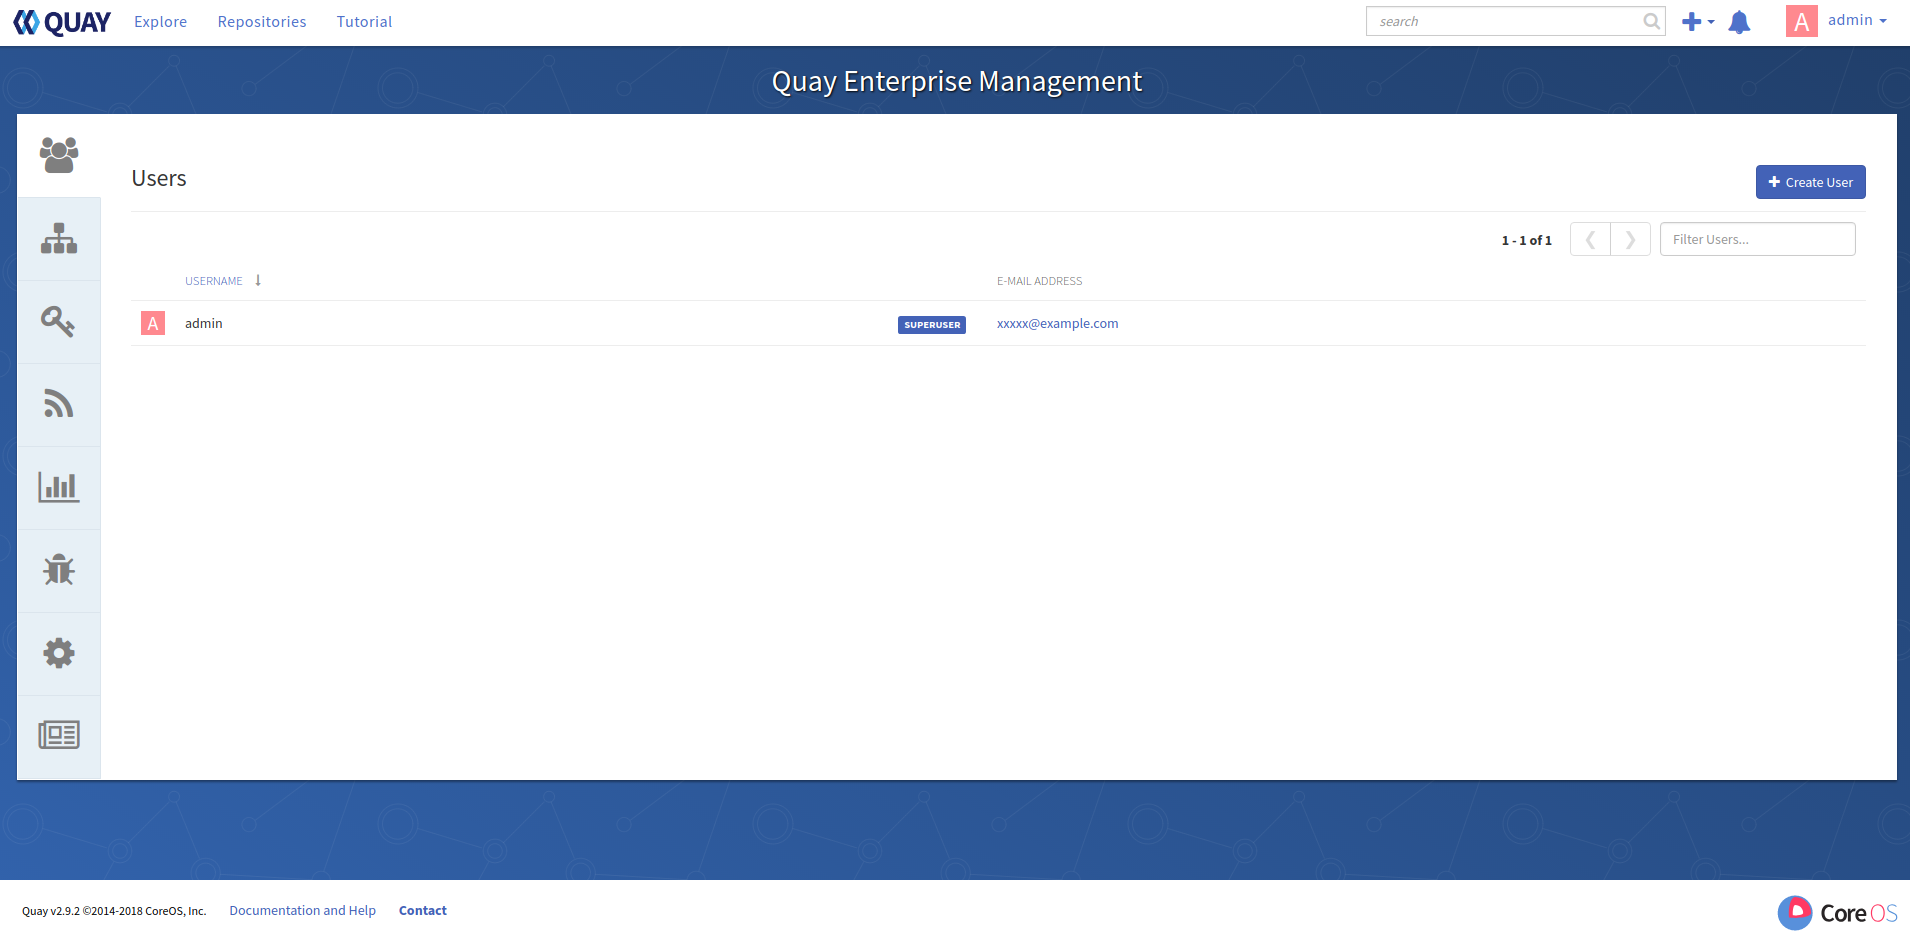 QUAY Explore Repositories Tutorial search A admin
Quay Enterprise Management
Users
Create User
1 - 1 of 1 Filter Users...
USERNAME E-MAIL ADDRESS
A admin SUPERUSER xxxxx@example.com
Quay v2.9.2 ©2014-2018 CoreOS, Inc. Documentation and Help Contact
CoreOS